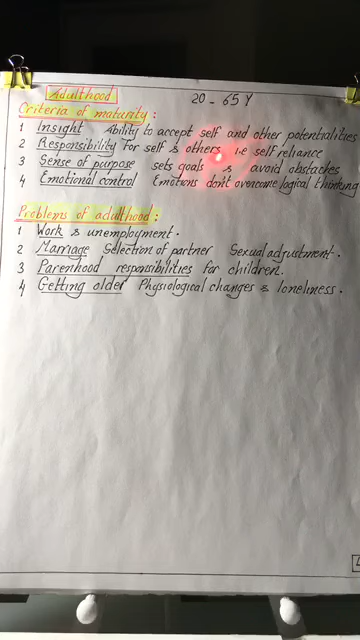 Adulthood 20 - 65 Y
Criteria of maturity:
1 Insight Ability to accept self and other potentialities
2 Responsibility For self & others ie self reliance
3 Sense of purpose sets goals & avoid obstacles
4 Emotional control Emotions don't overcome logical thinking
Problems of adulthood:
1 Work & unemployment.
2 Marriage Selection of partner Sexual adjustment.
3 Parenhood responsibilities for children.
4 Getting older Physiological changes & loneliness.